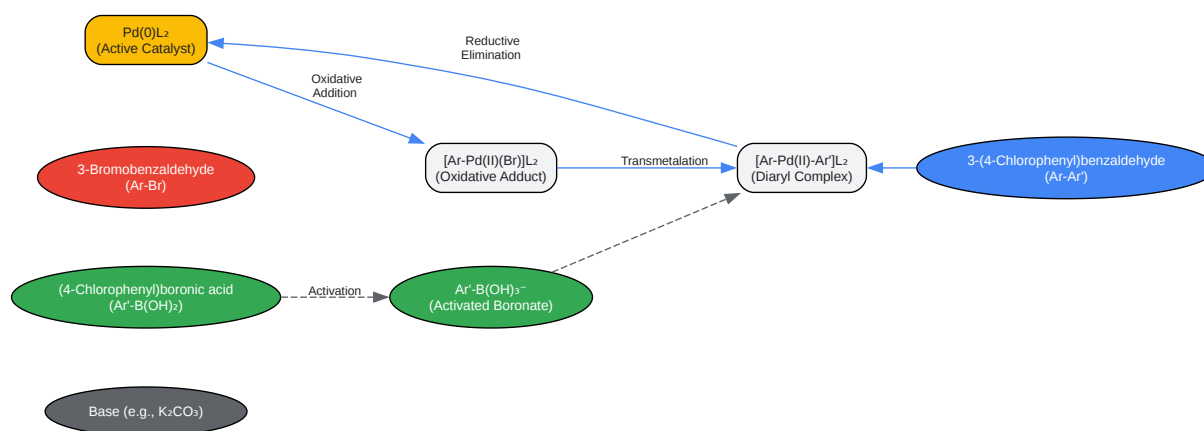 Pd(0)L₂
(Active Catalyst)
Reductive
Elimination
Oxidative
Addition
3-Bromobenzaldehyde
(Ar-Br)
[Ar-Pd(II)(Br)]L₂
(Oxidative Adduct)
Transmetalation
[Ar-Pd(II)-Ar']L₂
(Diaryl Complex)
3-(4-Chlorophenyl)benzaldehyde
(Ar-Ar')
(4-Chlorophenyl)boronic acid
(Ar'-B(OH)₂)
Activation
Ar'-B(OH)₃⁻
(Activated Boronate)
Base (e.g., K₂CO₃)